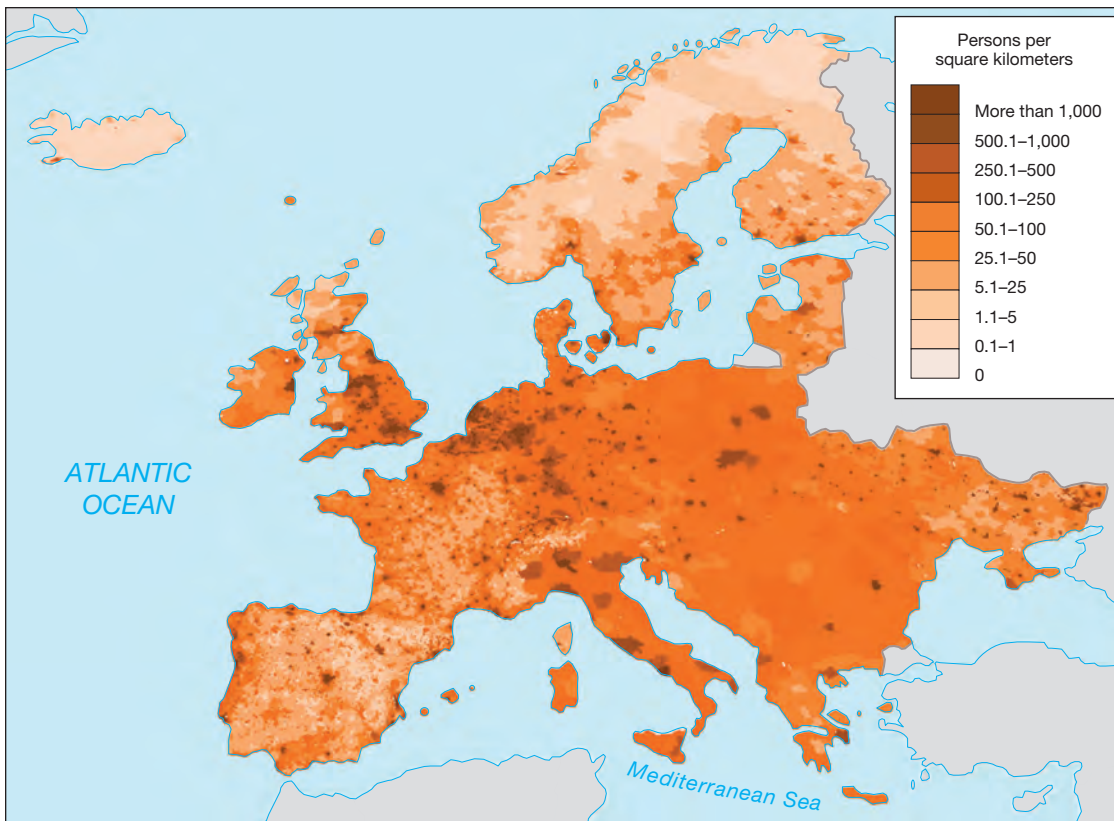 Persons per
square kilometers
More than 1,000
500.1–1,000
250.1–500
100.1–250
50.1–100
25.1–50
5.1–25
1.1–5
0.1–1
0
ATLANTIC
OCEAN
Mediterranean Sea